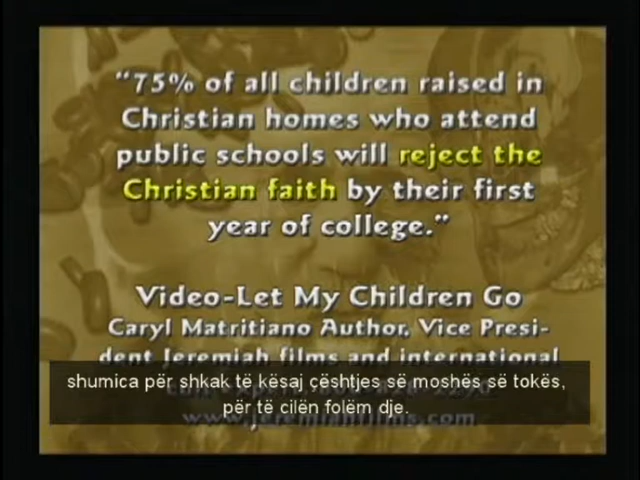 "75% of all children raised in
Christian homes who attend
public schools will reject the
Christian faith by their first
year of college."
Video-Let My Children Go
Caryl Matritiano Author, Vice Presi-
dent Jeremiah films and international
shumica për shkak të kësaj çështjes së moshës së tokës,
për të cilën folëm dje.
www.jeremiahfilms.com